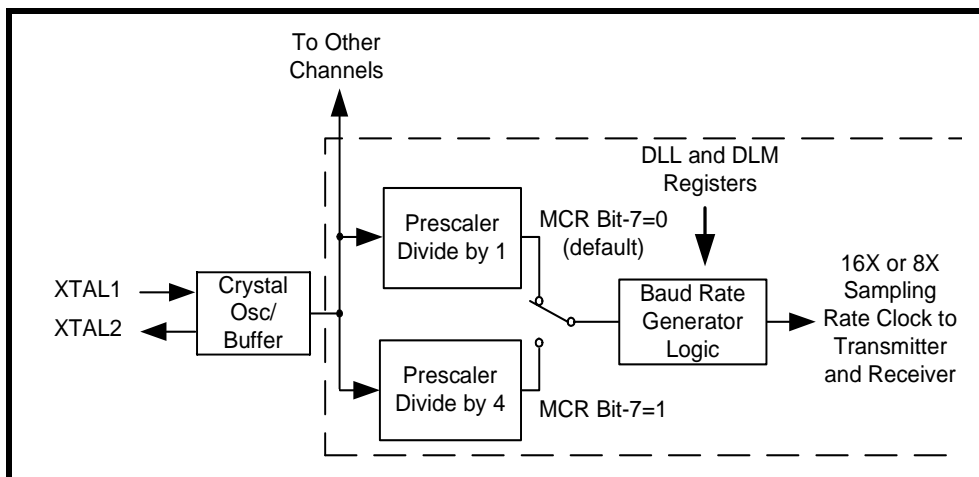 To Other
Channels
DLL and DLM
Registers
Prescaler
Divide by 1
MCR Bit-7=0
(default)
16X or 8X
Sampling
Rate Clock to
Transmitter
and Receiver
XTAL1
XTAL2
Crystal
Osc/
Buffer
Baud Rate
Generator
Logic
Prescaler
Divide by 4
MCR Bit-7=1